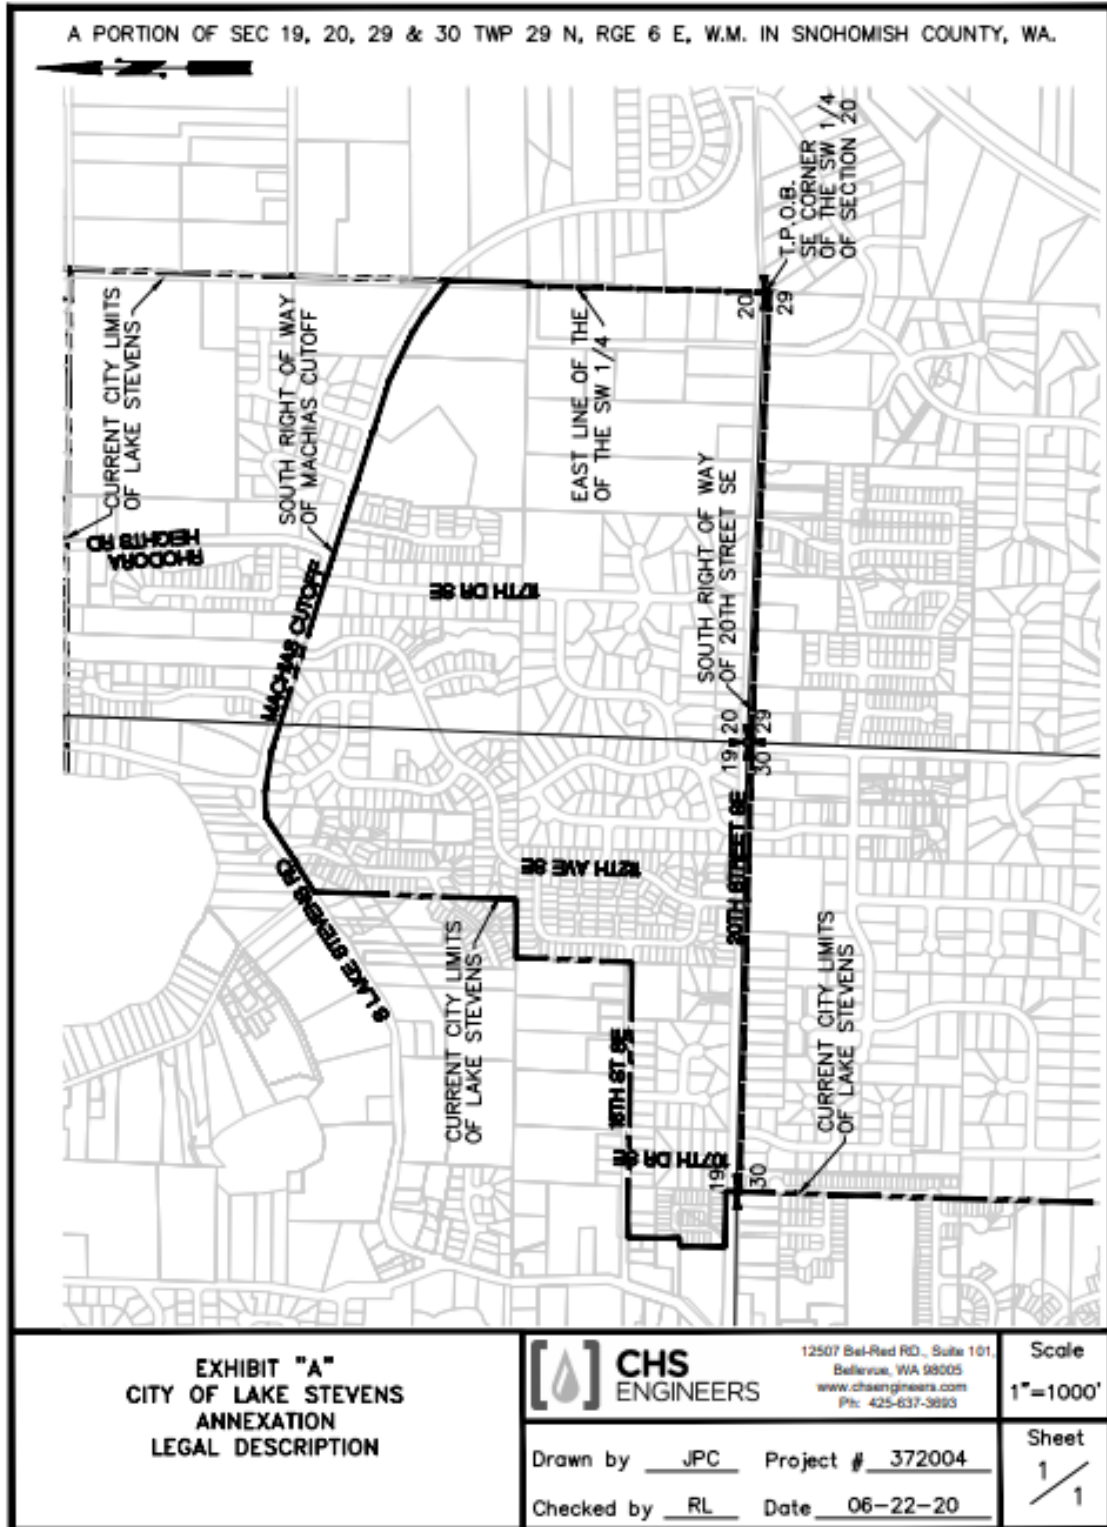 A PORTION OF SEC 19, 20, 29 & 30 TWP 29 N, RGE 6 E, W.M. IN SNOHOMISH COUNTY, WA.
N
T.P.O.B.
SE CORNER
OF THE SW 1/4
OF SECTION 20
20
29
CURRENT CITY LIMITS
OF LAKE STEVENS
SOUTH RIGHT OF WAY
OF MACHIAS CUTOFF
EAST LINE OF THE
OF THE SW 1/4
RHODORA
HEIGHTS RD
SOUTH RIGHT OF WAY
OF 20TH STREET SE
117TH DR SE
MACHIAS CUTOFF
19
20
30
29
20TH STREET SE
112TH AVE SE
S LAKE STEVENS RD
CURRENT CITY LIMITS
OF LAKE STEVENS
CURRENT CITY LIMITS
OF LAKE STEVENS
16TH ST SE
107TH DR SE
19
30
EXHIBIT "A"
CITY OF LAKE STEVENS
ANNEXATION
LEGAL DESCRIPTION
CHS
ENGINEERS
12507 Bel-Red RD., Suite 101,
Bellevue, WA 98005
www.chsengineers.com
Ph: 425-637-3693
Scale
1"=1000'
Drawn by JPC Project # 372004
Checked by RL Date 06-22-20
Sheet
1/1